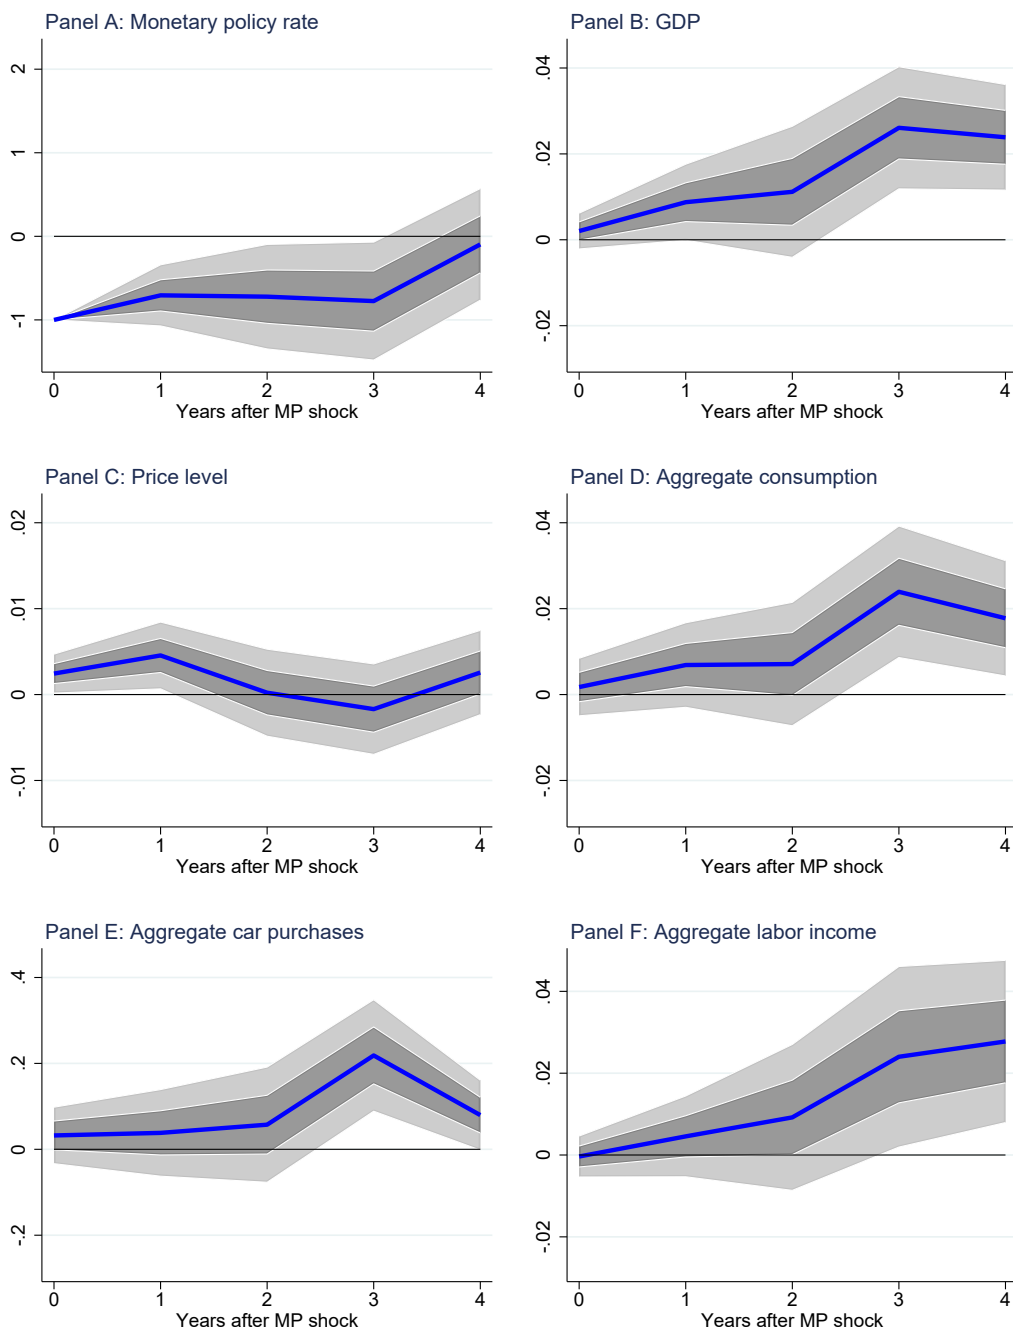 Panel A: Monetary policy rate
2
1
0
-1
0 1 2 3 4
Years after MP shock
Panel B: GDP
.04
.02
0
-.02
0 1 2 3 4
Years after MP shock
Panel C: Price level
.02
.01
0
-.01
0 1 2 3 4
Years after MP shock
Panel D: Aggregate consumption
.04
.02
0
-.02
0 1 2 3 4
Years after MP shock
Panel E: Aggregate car purchases
.4
.2
0
-.2
0 1 2 3 4
Years after MP shock
Panel F: Aggregate labor income
.04
.02
0
-.02
0 1 2 3 4
Years after MP shock